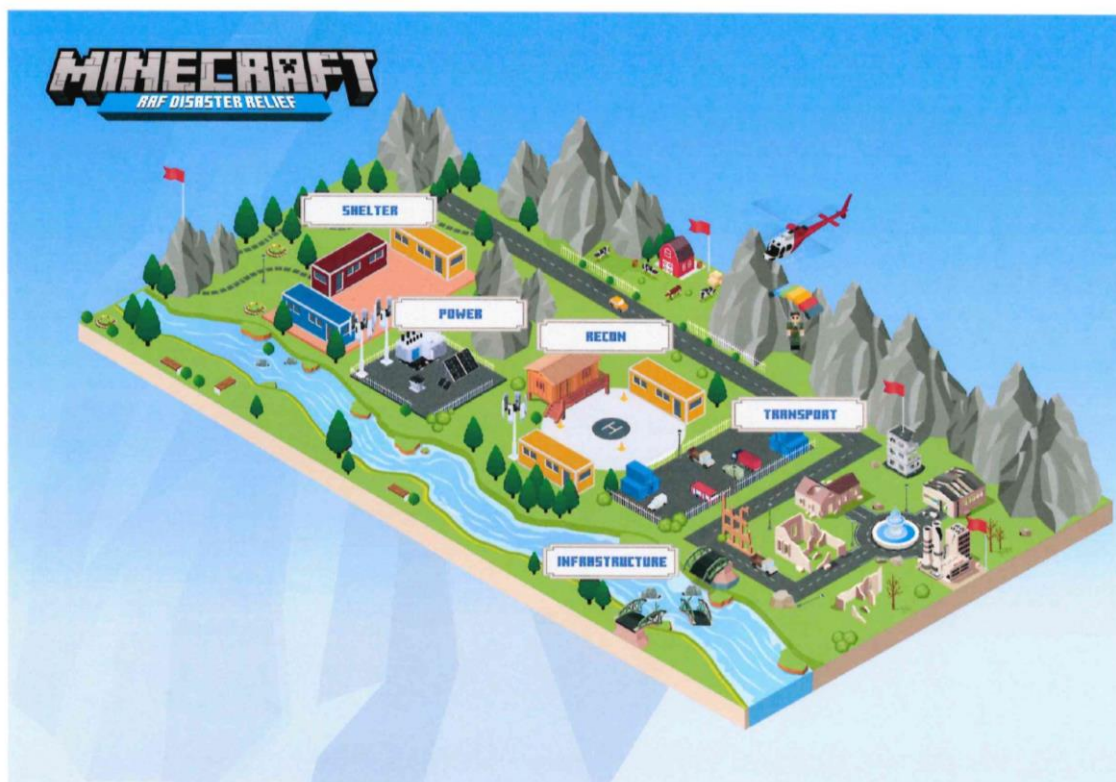 MINECRAFT
RAF DISASTER RELIEF
SHELTER
POWER
RECON
TRANSPORT
H
INFRASTRUCTURE